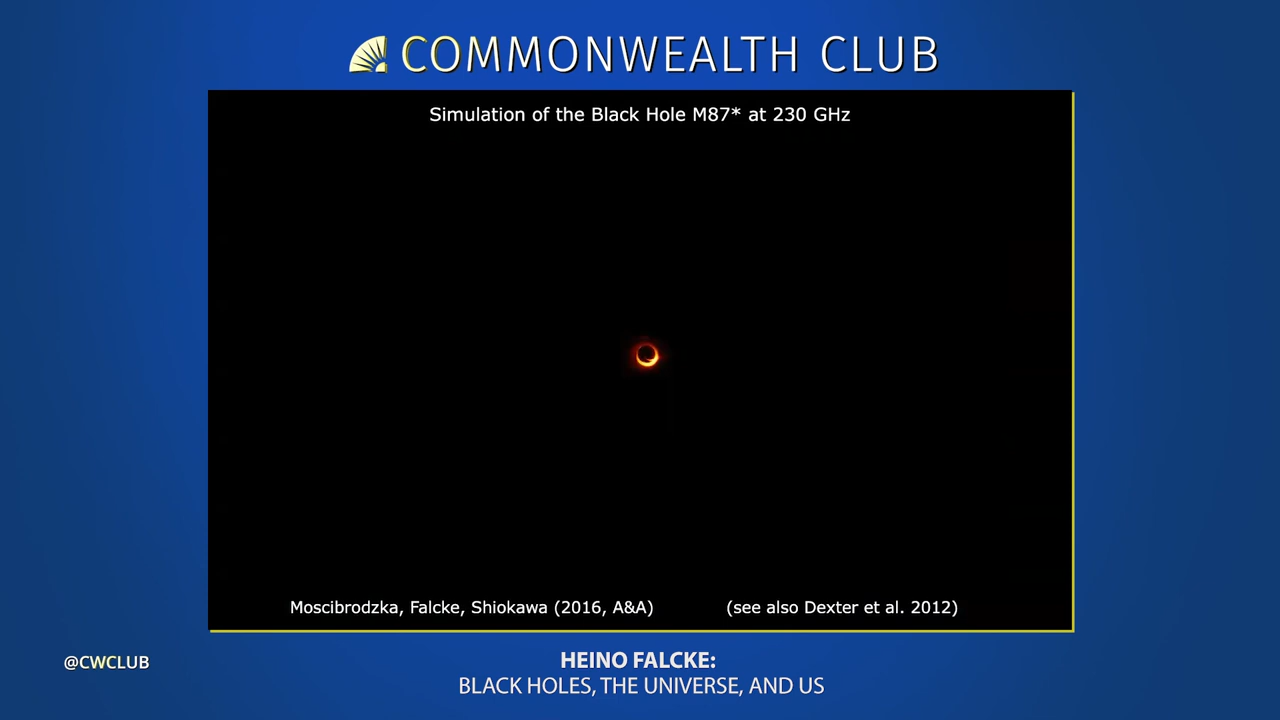 COMMONWEALTH CLUB
Simulation of the Black Hole M87* at 230 GHz
Moscibrodzka, Falcke, Shiokawa (2016, A&A) (see also Dexter et al. 2012)
@CWCLUB
HEINO FALCKE:
BLACK HOLES, THE UNIVERSE, AND US